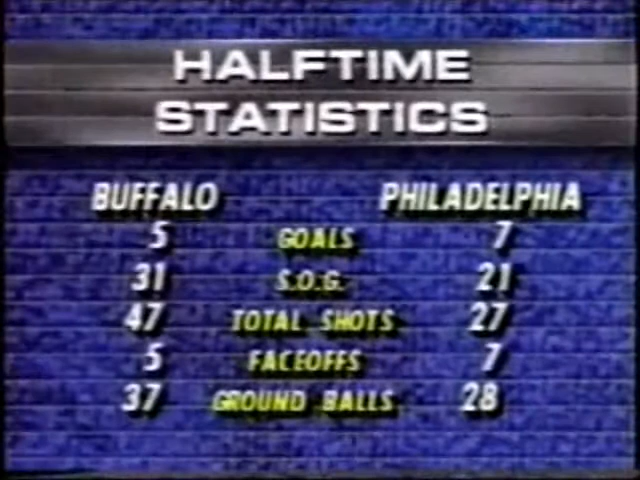 HALFTIME
STATISTICS
BUFFALO PHILADELPHIA
5 GOALS 7
31 S.O.G. 21
47 TOTAL SHOTS 27
5 FACEOFFS 7
37 GROUND BALLS 28